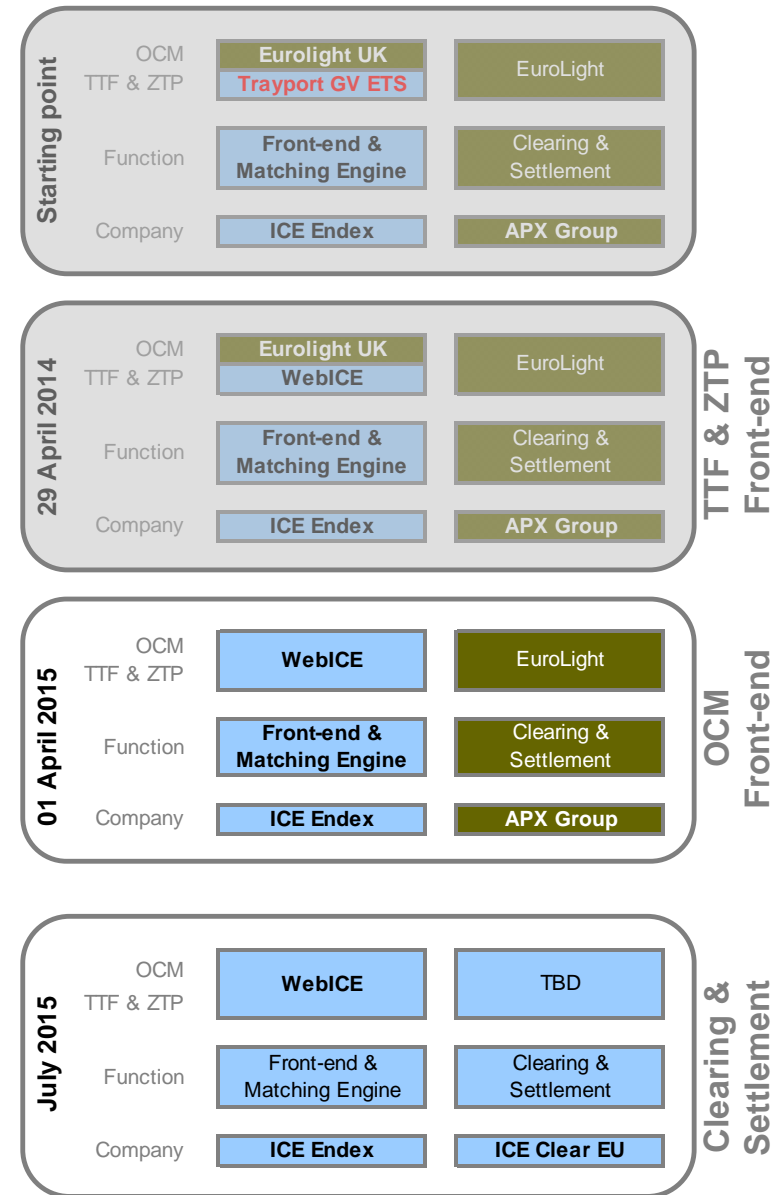 Starting point
OCM
TTF & ZTP
Eurolight UK
Trayport GV ETS
EuroLight
Function
Front-end &
Matching Engine
Clearing &
Settlement
Company
ICE Endex
APX Group
29 April 2014
OCM
TTF & ZTP
Eurolight UK
WebICE
EuroLight
Function
Front-end &
Matching Engine
Clearing &
Settlement
Company
ICE Endex
APX Group
TTF & ZTP
Front-end
01 April 2015
OCM
TTF & ZTP
WebICE
EuroLight
Function
Front-end &
Matching Engine
Clearing &
Settlement
Company
ICE Endex
APX Group
OCM
Front-end
July 2015
OCM
TTF & ZTP
WebICE
TBD
Function
Front-end &
Matching Engine
Clearing &
Settlement
Company
ICE Endex
ICE Clear EU
Clearing &
Settlement